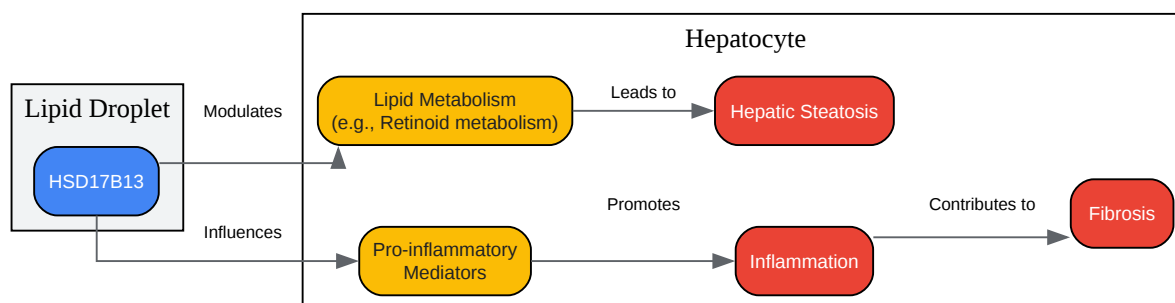 Hepatocyte
Lipid Droplet
Modulates
Lipid Metabolism
(e.g., Retinoid metabolism)
Leads to
Hepatic Steatosis
HSD17B13
Influences
Pro-inflammatory
Mediators
Promotes
Inflammation
Contributes to
Fibrosis